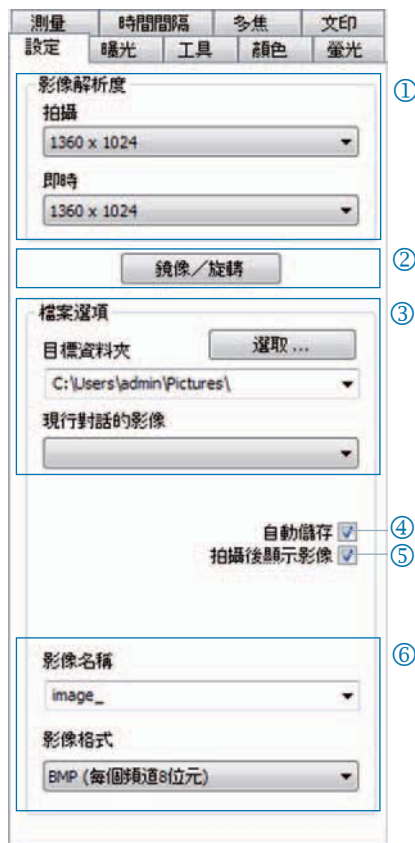 測量 時間間隔 多焦 文印
設定 曝光 工具 顏色 螢光
影像解析度 ①
拍攝
1360 x 1024
即時
1360 x 1024
鏡像／旋轉 ②
檔案選項 ③
目標資料夾 選取 ...
C:\Users\admin\Pictures\
現行對話的影像
自動儲存 ④
拍攝後顯示影像 ⑤
影像名稱 ⑥
image_
影像格式
BMP (每個頻道8位元)